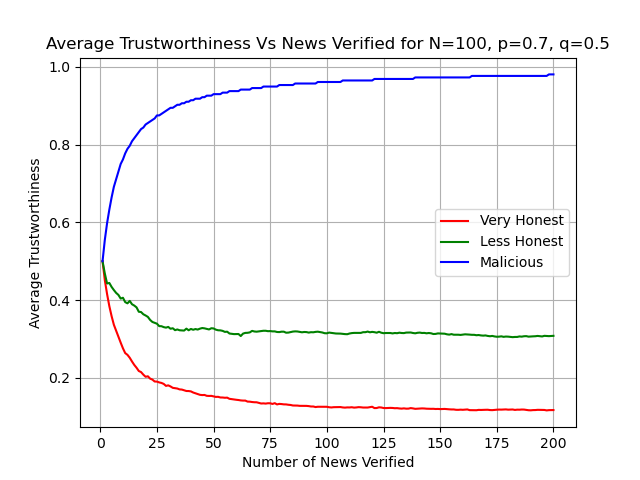 Average Trustworthiness Vs News Verified for N=100, p=0.7, q=0.5
1.0
0.8
0.6
0.4
0.2
Average Trustworthiness
Very Honest
Less Honest
Malicious
0 25 50 75 100 125 150 175 200
Number of News Verified